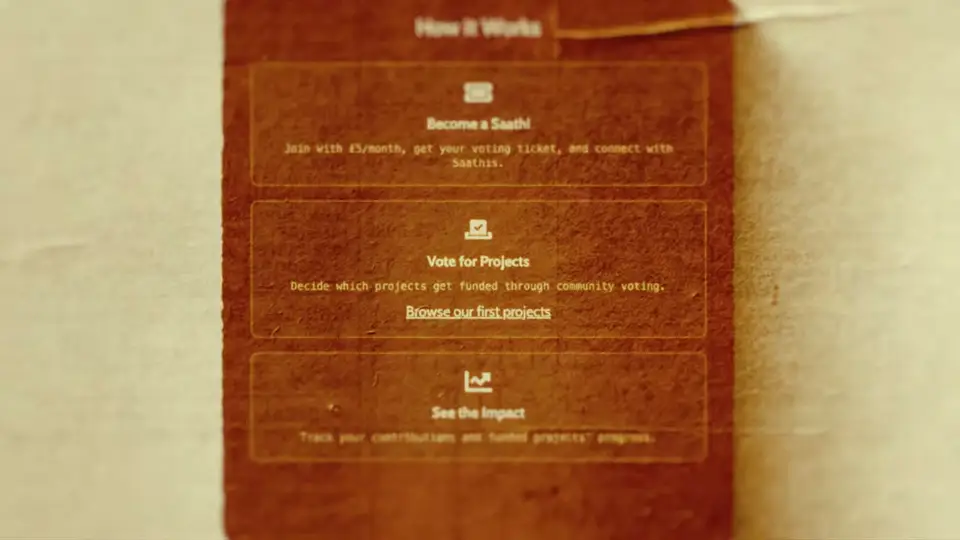 How it Works
Become a Saathi
Join with £5/month, get your voting ticket, and connect with
Saathis.
Vote for Projects
Decide which projects get funded through community voting.
Browse our first projects
See the Impact
Track your contributions and funded projects' progress.